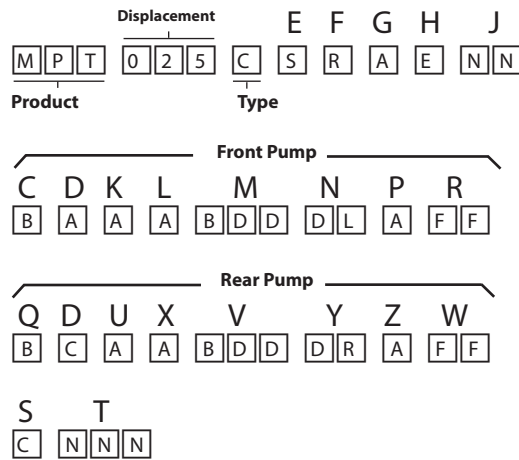 Displacement
E F G H J
M P T 0 2 5 C S R A E N N
Product Type
Front Pump
C D K L M N P R
B A A A B D D D L A F F
Rear Pump
Q D U X V Y Z W
B C A A B D D D R A F F
S T
C N N N